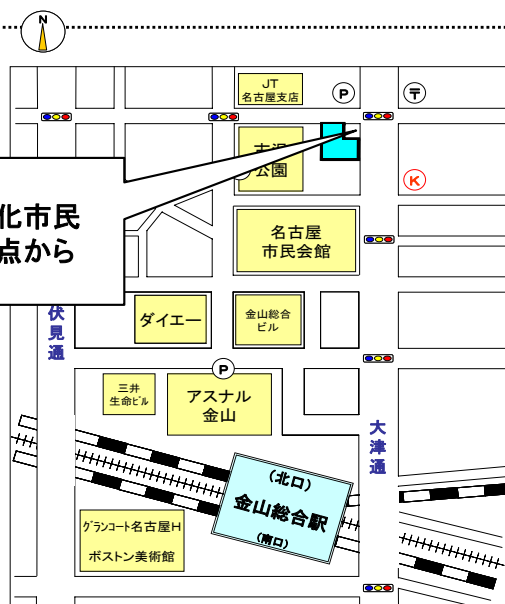 N
JT
名古屋支店
P
〒
公園
K
化市民
点から
名古屋
市民会館
伏見通
ダイエー
金山総合
ビル
P
三井
生命ビル
アスナル
金山
大津通
(北口)
金山総合駅
(南口)
グランコート名古屋H
ボストン美術館